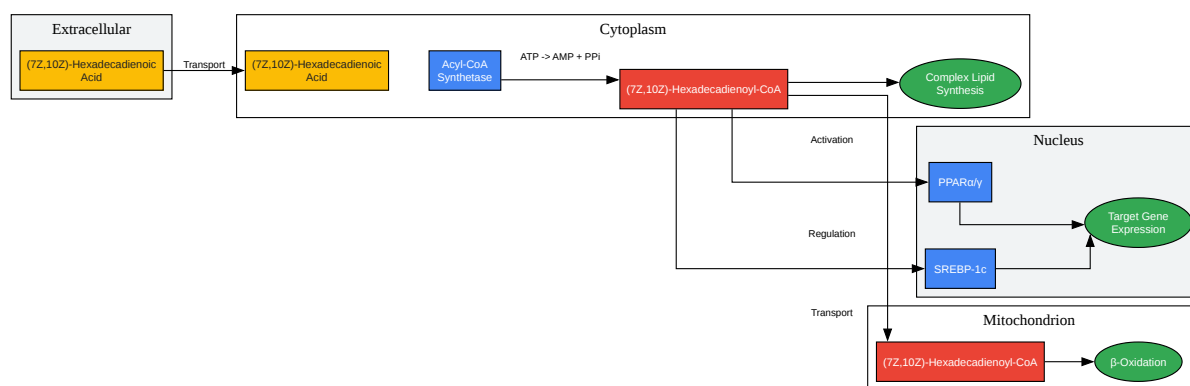 Extracellular
(7Z,10Z)-Hexadecadienoic
Acid
Transport
Cytoplasm
(7Z,10Z)-Hexadecadienoic
Acid
Acyl-CoA
Synthetase
ATP -> AMP + PPi
(7Z,10Z)-Hexadecadienoyl-CoA
Complex Lipid
Synthesis
Activation
Nucleus
PPARα/γ
Target Gene
Expression
Regulation
SREBP-1c
Transport
Mitochondrion
(7Z,10Z)-Hexadecadienoyl-CoA
β-Oxidation